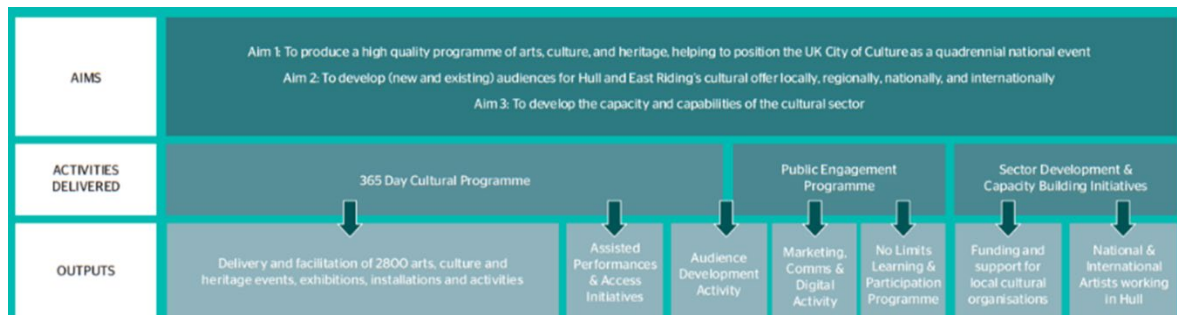 AIMS
Aim 1: To produce a high quality programme of arts, culture, and heritage, helping to position the UK City of Culture as a quadrennial national event
Aim 2: To develop (new and existing) audiences for Hull and East Riding's cultural offer locally, regionally, nationally, and internationally
Aim 3: To develop the capacity and capabilities of the cultural sector
ACTIVITIES
DELIVERED
365 Day Cultural Programme
Public Engagement
Programme
Sector Development &
Capacity Building Initiatives
OUTPUTS
Delivery and facilitation of 2800 arts, culture and
heritage events, exhibitions, installations and activities
Assisted
Performances
& Access
Initiatives
Audience
Development
Activity
Marketing,
Comms &
Digital
Activity
No Limits
Learning &
Participation
Programme
Funding and
support for
local cultural
organisations
National &
International
Artists working
in Hull